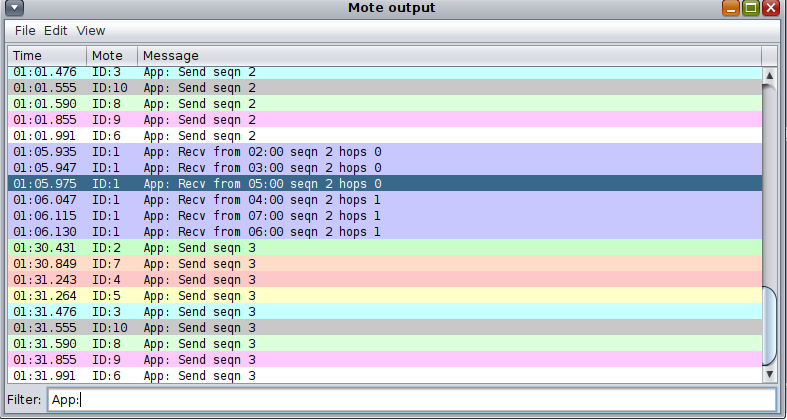 Mote output
File Edit View
Time Mote Message
01:01.476 ID:3 App: Send seqn 2
01:01.555 ID:10 App: Send seqn 2
01:01.590 ID:8 App: Send seqn 2
01:01.855 ID:9 App: Send seqn 2
01:01.991 ID:6 App: Send seqn 2
01:05.935 ID:1 App: Recv from 02:00 seqn 2 hops 0
01:05.947 ID:1 App: Recv from 03:00 seqn 2 hops 0
01:05.975 ID:1 App: Recv from 05:00 seqn 2 hops 0
01:06.047 ID:1 App: Recv from 04:00 seqn 2 hops 1
01:06.115 ID:1 App: Recv from 07:00 seqn 2 hops 1
01:06.130 ID:1 App: Recv from 06:00 seqn 2 hops 1
01:30.431 ID:2 App: Send seqn 3
01:30.849 ID:7 App: Send seqn 3
01:31.243 ID:4 App: Send seqn 3
01:31.264 ID:5 App: Send seqn 3
01:31.476 ID:3 App: Send seqn 3
01:31.555 ID:10 App: Send seqn 3
01:31.590 ID:8 App: Send seqn 3
01:31.855 ID:9 App: Send seqn 3
01:31.991 ID:6 App: Send seqn 3
Filter: App: